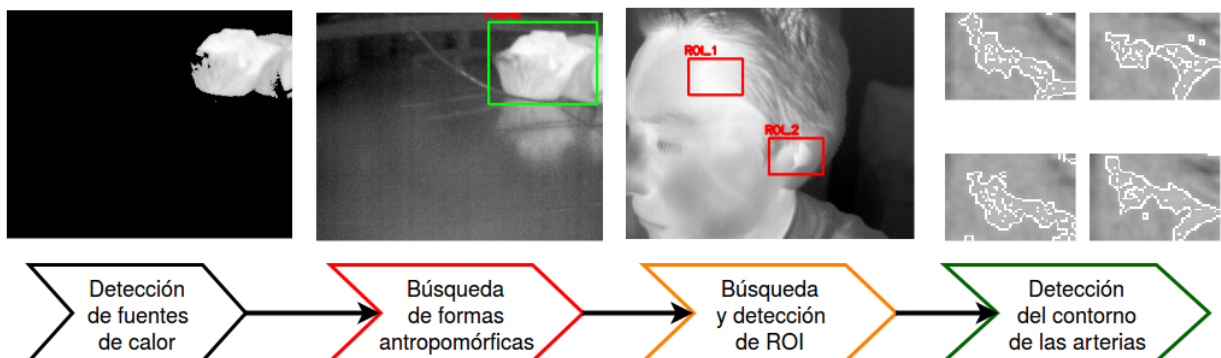 ROI_1
ROI_2
Detección
de fuentes
de calor
Búsqueda
de formas
antropomórficas
Búsqueda
y detección
de ROI
Detección
del contorno
de las arterias